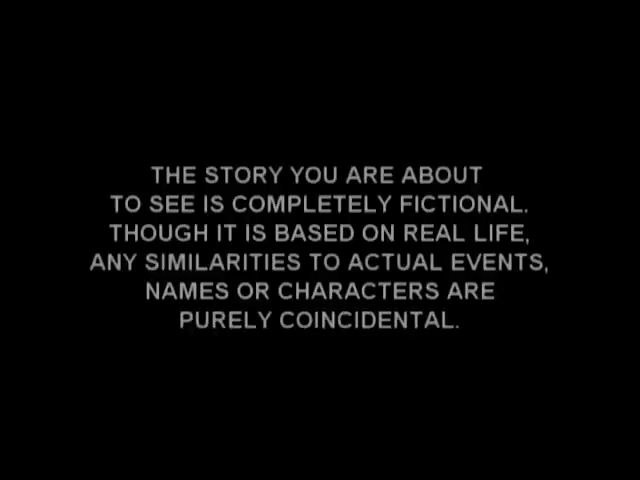 THE STORY YOU ARE ABOUT
TO SEE IS COMPLETELY FICTIONAL.
THOUGH IT IS BASED ON REAL LIFE,
ANY SIMILARITIES TO ACTUAL EVENTS,
NAMES OR CHARACTERS ARE
PURELY COINCIDENTAL.